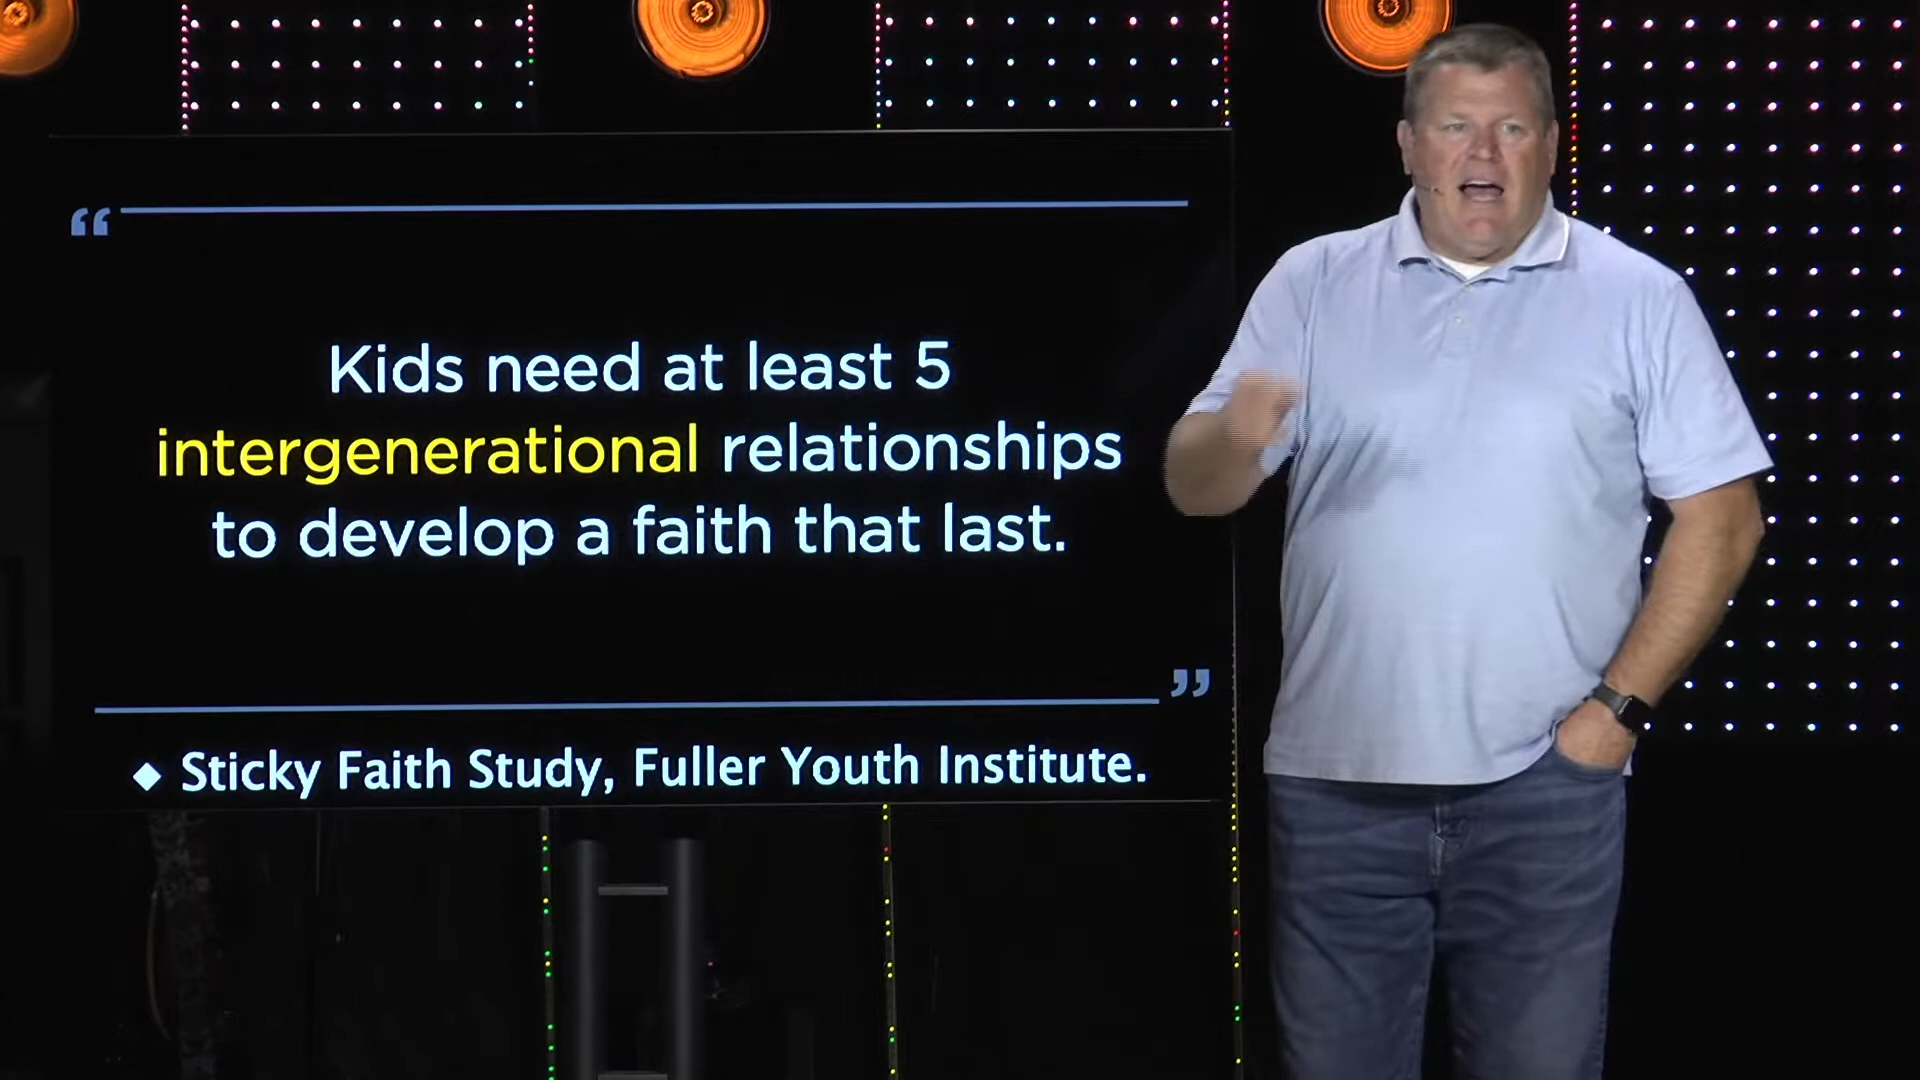 “
Kids need at least 5
intergenerational relationships
to develop a faith that last.
”
◆ Sticky Faith Study, Fuller Youth Institute.